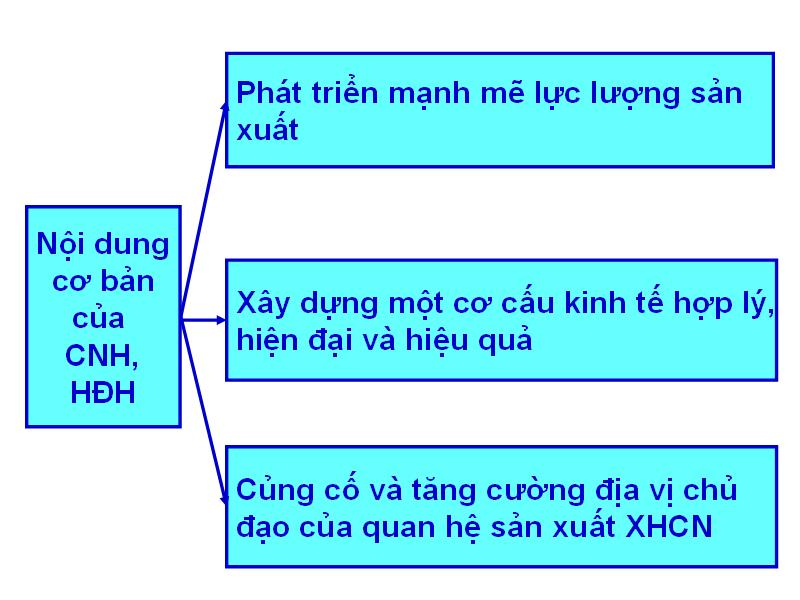 Phát triển mạnh mẽ lực lượng sản
xuất
Nội dung
cơ bản
của
CNH,
HĐH
Xây dựng một cơ cấu kinh tế hợp lý,
hiện đại và hiệu quả
Củng cố và tăng cường địa vị chủ
đạo của quan hệ sản xuất XHCN